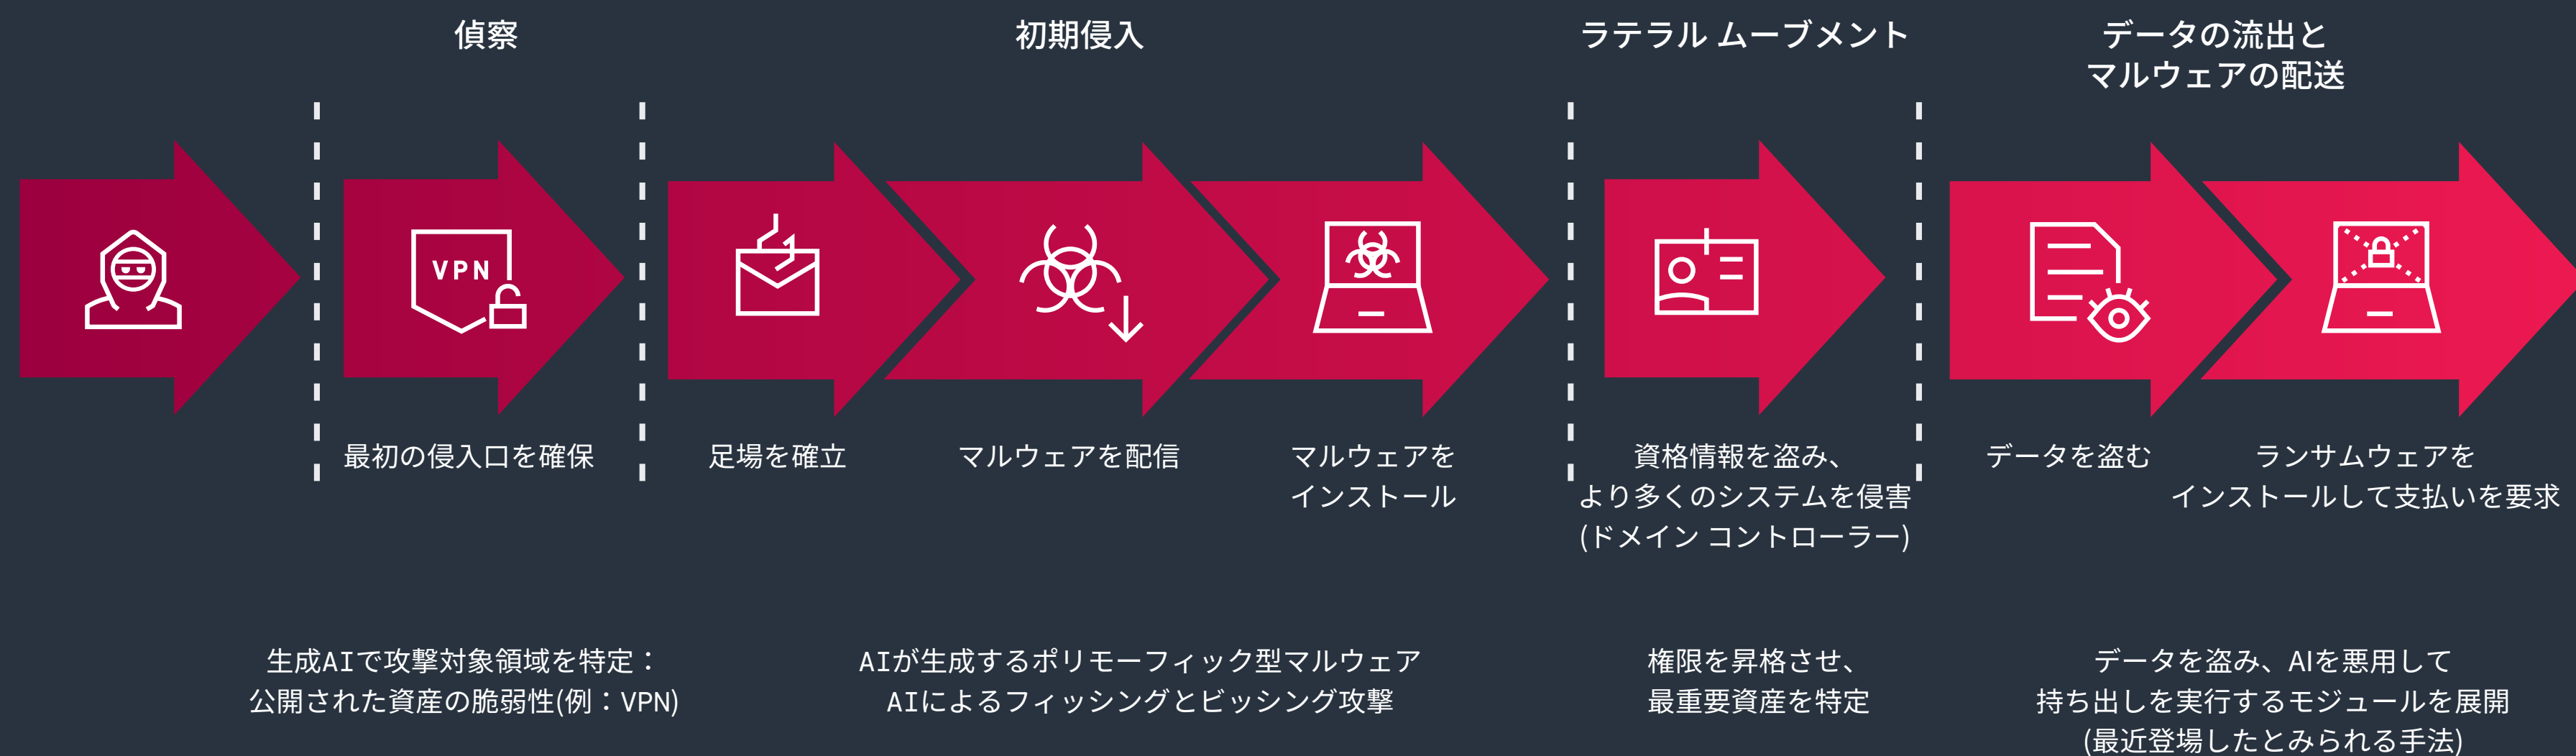 偵察
初期侵入
ラテラル ムーブメント
データの流出と
マルウェアの配送
VPN
最初の侵入口を確保
足場を確立
マルウェアを配信
マルウェアを
インストール
資格情報を盗み、
より多くのシステムを侵害
(ドメイン コントローラー)
データを盗む
ランサムウェアを
インストールして支払いを要求
生成AIで攻撃対象領域を特定：
公開された資産の脆弱性(例：VPN)
AIが生成するポリモーフィック型マルウェア
AIによるフィッシングとビッシング攻撃
権限を昇格させ、
最重要資産を特定
データを盗み、AIを悪用して
持ち出しを実行するモジュールを展開
(最近登場したとみられる手法)